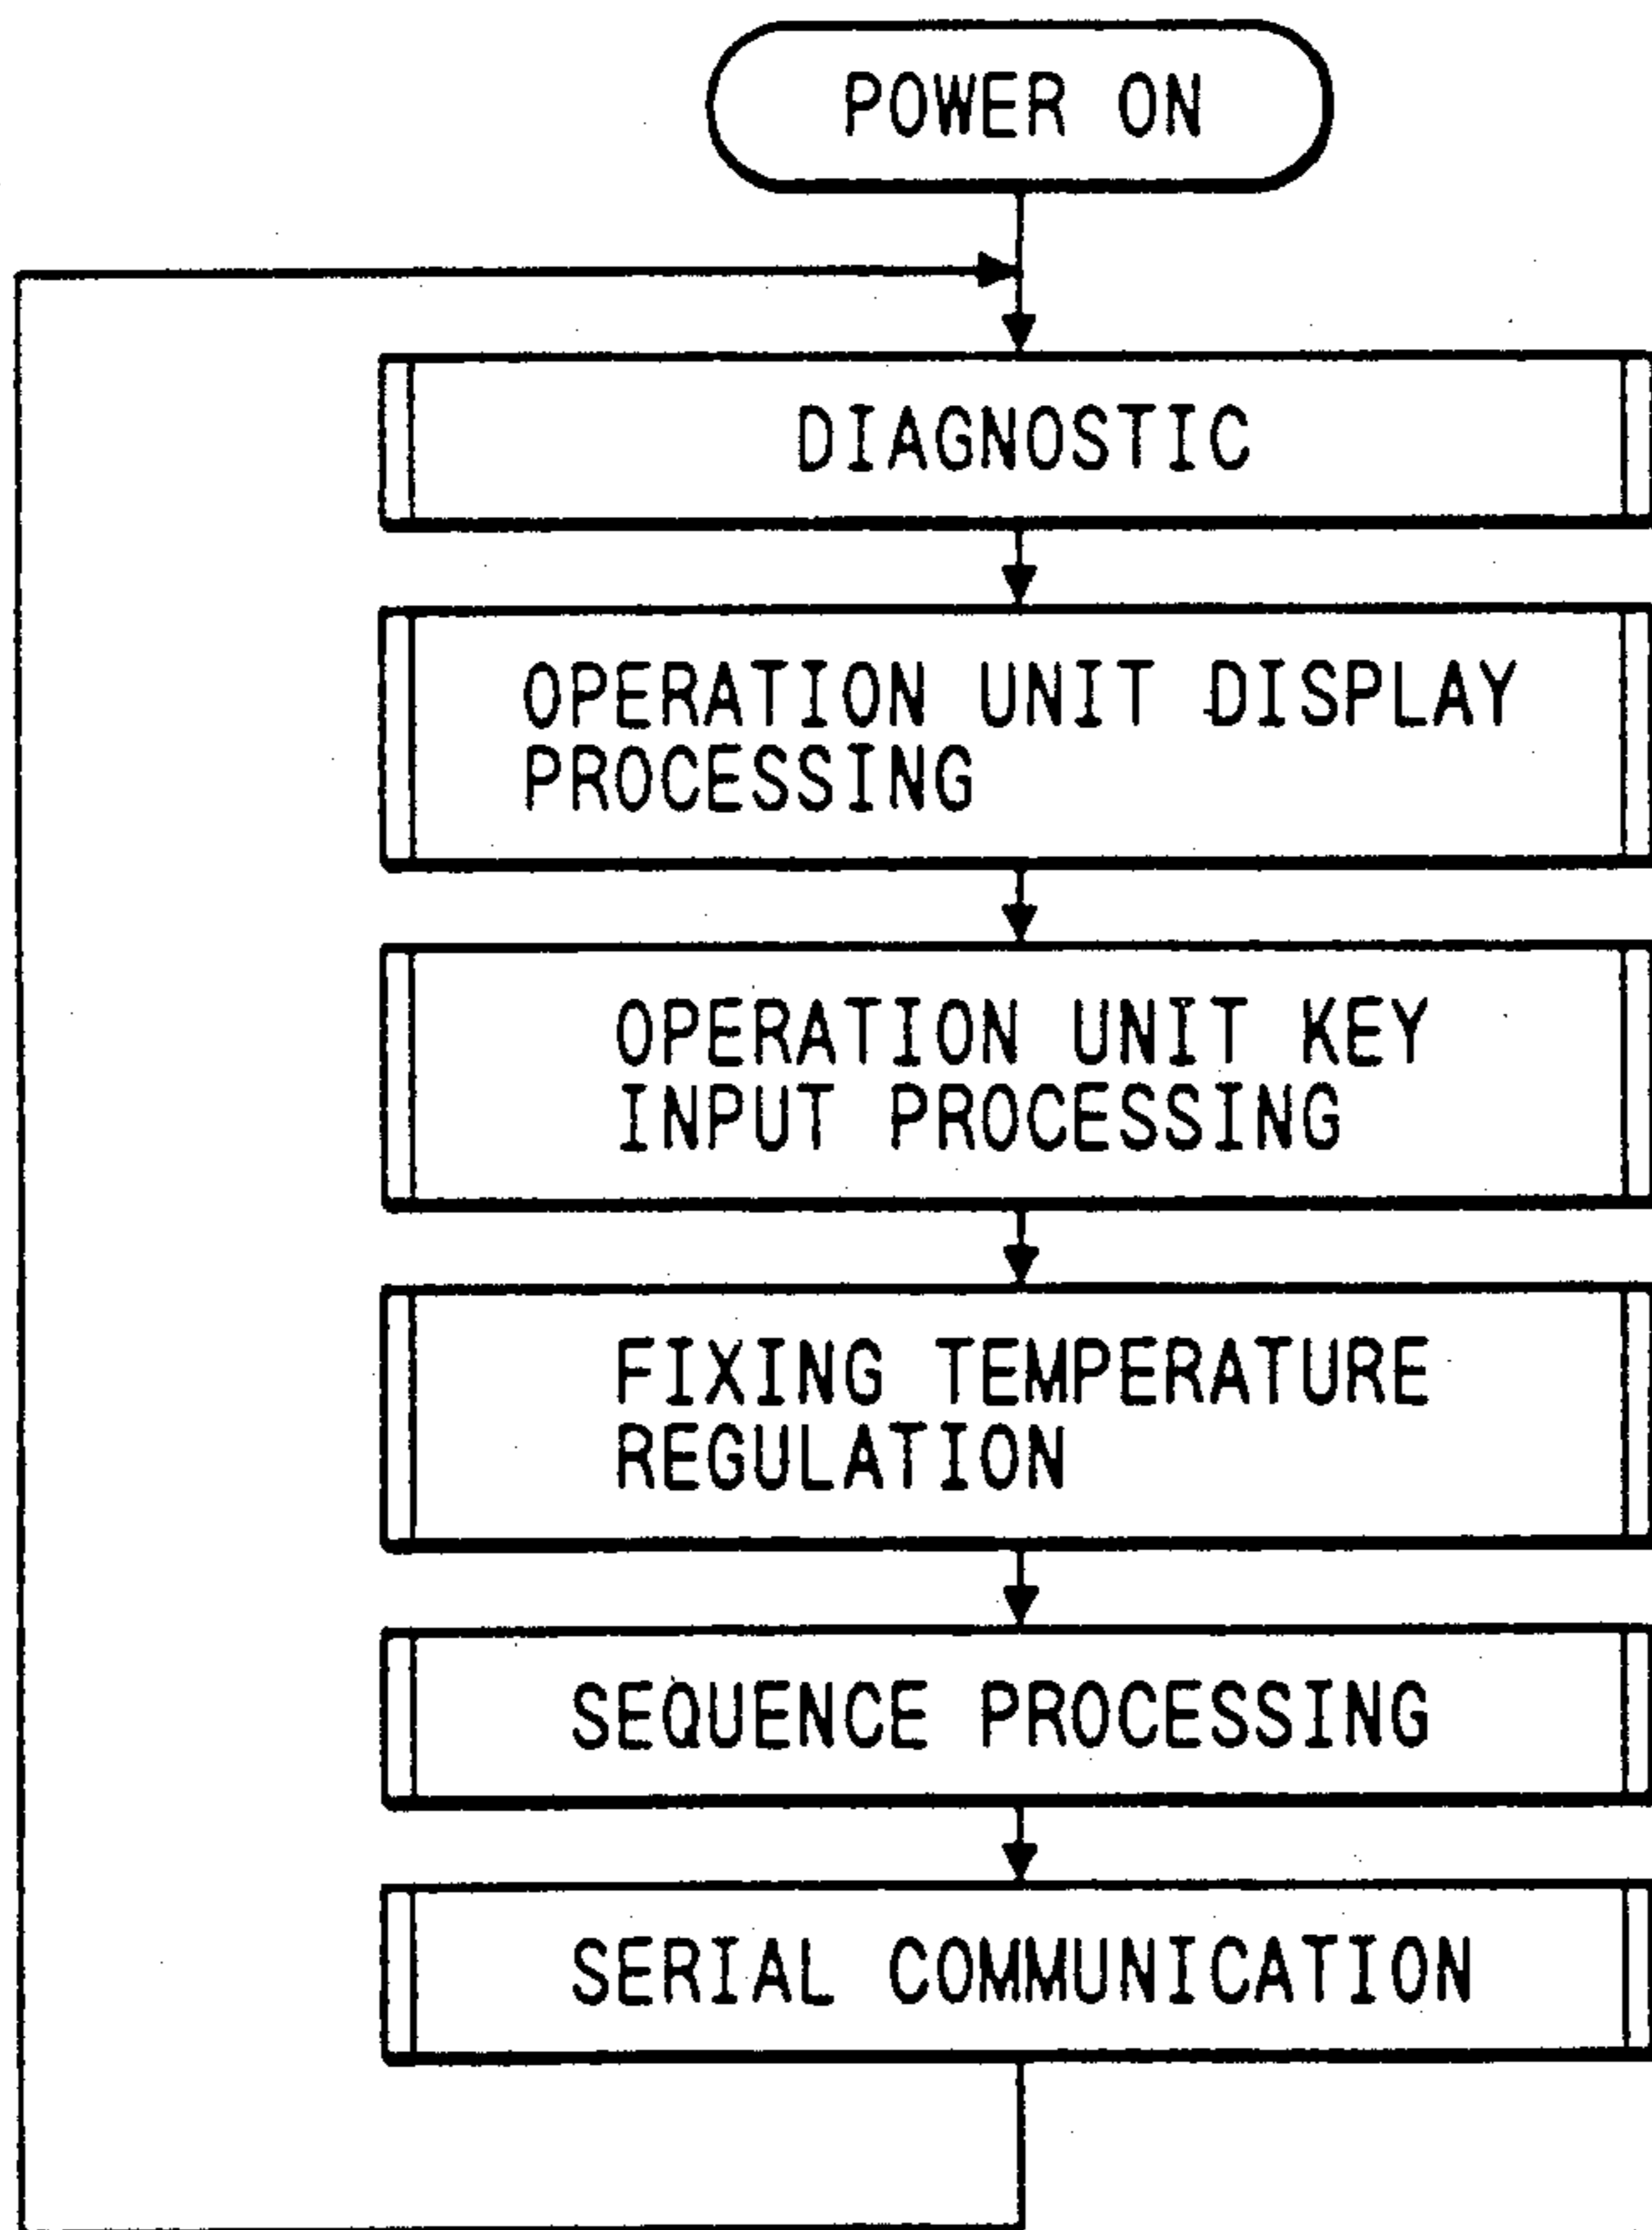 POWER ON
DIAGNOSTIC
OPERATION UNIT DISPLAY
PROCESSING
OPERATION UNIT KEY
INPUT PROCESSING
FIXING TEMPERATURE
REGULATION
SEQUENCE PROCESSING
SERIAL COMMUNICATION